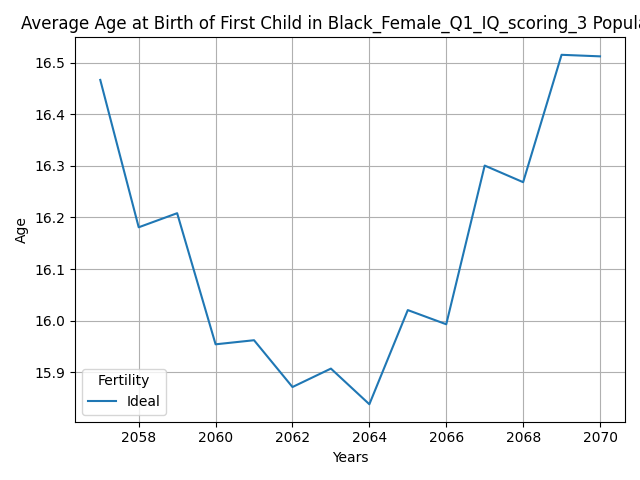 Average Age at Birth of First Child in Black_Female_Q1_IQ_scoring_3 Popula
16.5
16.4
16.3
16.2
16.1
16.0
15.9
Age
Fertility
Ideal
2058 2060 2062 2064 2066 2068 2070
Years